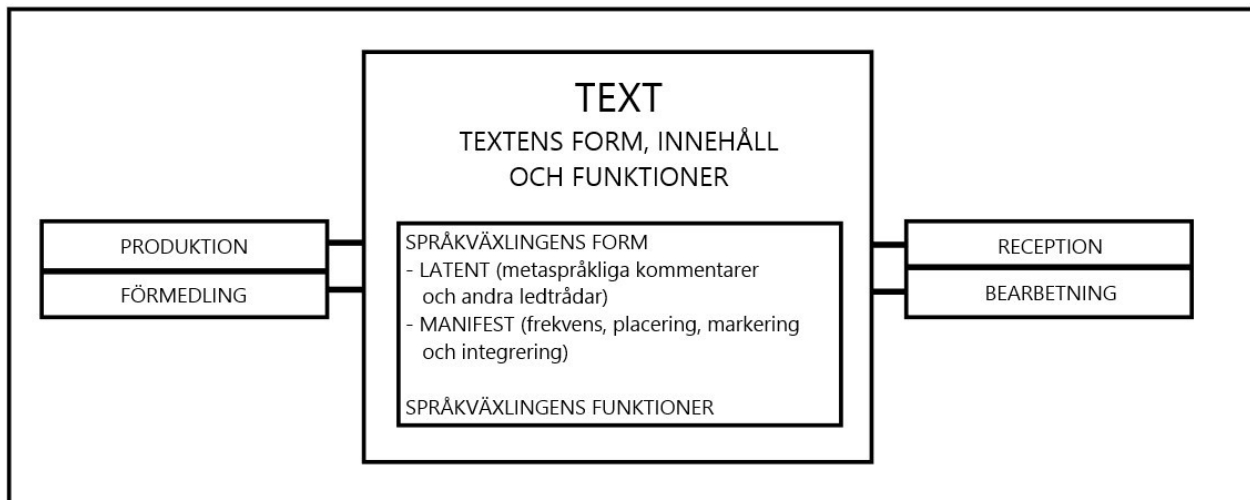 TEXT
TEXTENS FORM, INNEHÅLL
OCH FUNKTIONER
PRODUKTION
FÖRMEDLING
SPRÅKVÄXLINGENS FORM
- LATENT (metaspråkliga kommentarer
och andra ledtrådar)
- MANIFEST (frekvens, placering, markering
och integrering)
SPRÅKVÄXLINGENS FUNKTIONER
RECEPTION
BEARBETNING